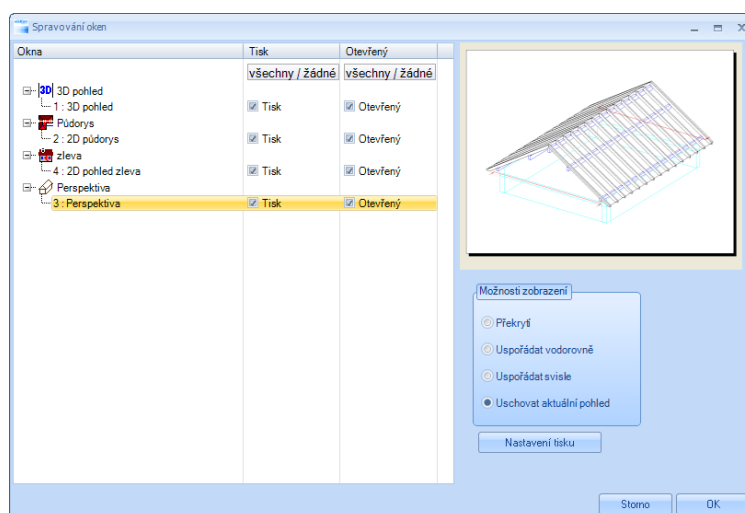 Spravování oken
Okna Tisk Otevřený
všechny / žádné všechny / žádné
3D 3D pohled
1 : 3D pohled Tisk Otevřený
Půdorys
2 : 2D půdorys Tisk Otevřený
zleva
4 : 2D pohled zleva Tisk Otevřený
Perspektiva
3 : Perspektiva Tisk Otevřený
Možnosti zobrazení
Překrytí
Uspořádat vodorovně
Uspořádat svisle
Uschovat aktuální pohled
Nastavení tisku
Storno OK